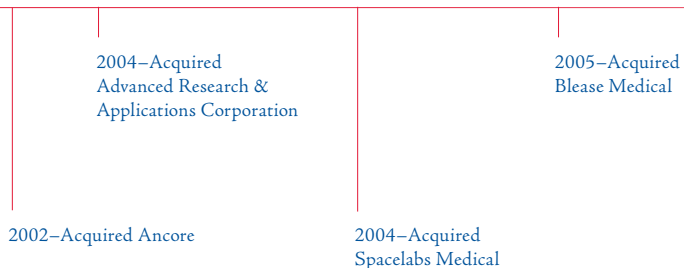 2004–Acquired
Advanced Research &
Applications Corporation
2005–Acquired
Blease Medical
2002–Acquired Ancore
2004–Acquired
Spacelabs Medical